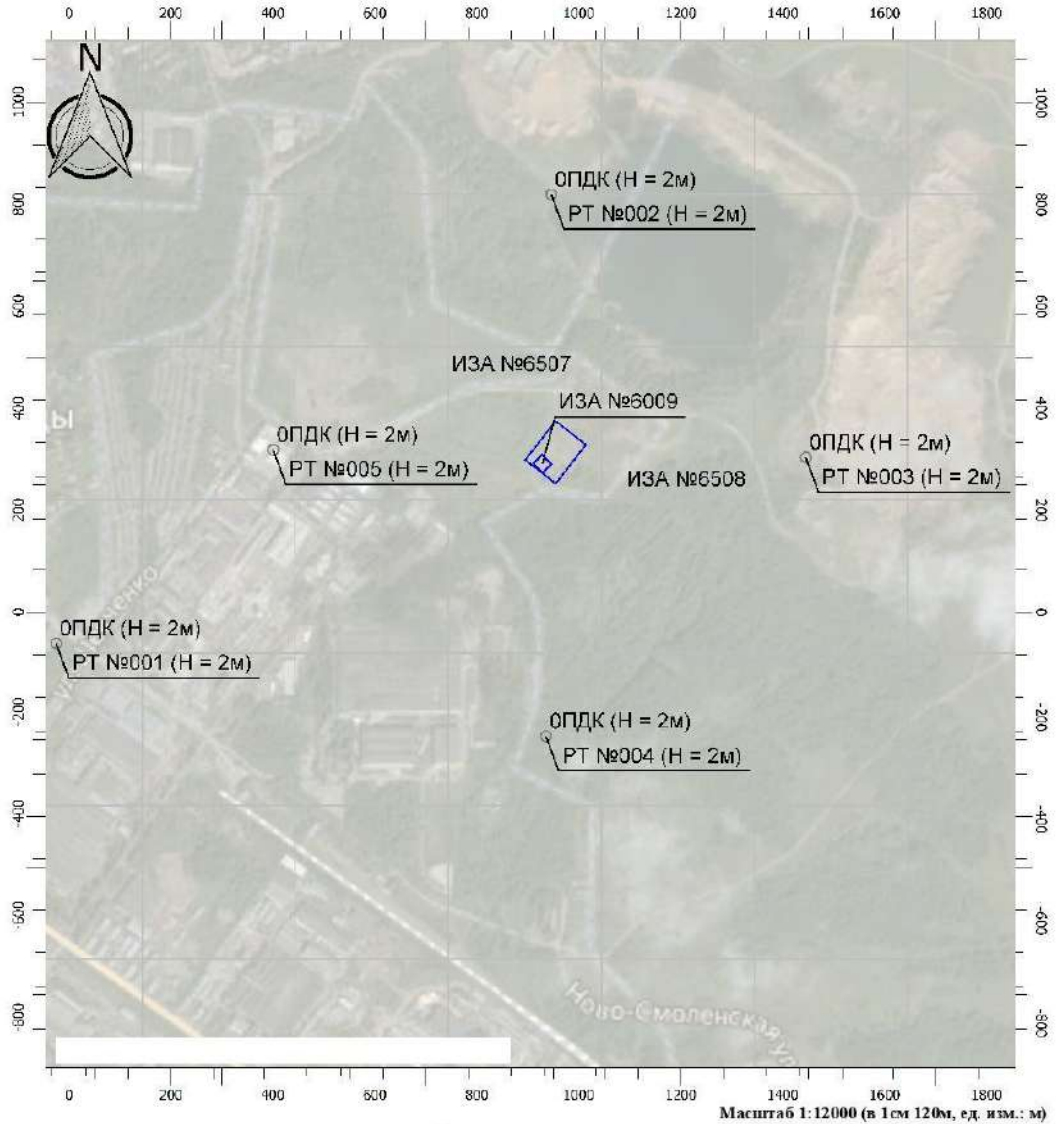 0 200 400 600 800 1000 1200 1400 1600 1800
N
1000 1000
0ПДК (H = 2м)
800 800
РТ №002 (H = 2м)
600 600
ИЗА №6507
ИЗА №6009
400 400
Ы
0ПДК (H = 2м)
0ПДК (H = 2м)
РТ №005 (H = 2м)
РТ №003 (H = 2м)
ИЗА №6508
200 200
0 0
0ПДК (H = 2м)
РТ №001 (H = 2м)
-200 -200
0ПДК (H = 2м)
РТ №004 (H = 2м)
-400 -400
-600 -600
Ново-Смоленская ул
-800 -800
0 200 400 600 800 1000 1200 1400 1600 1800
Масштаб 1:12000 (в 1см 120м, ед. изм.: м)